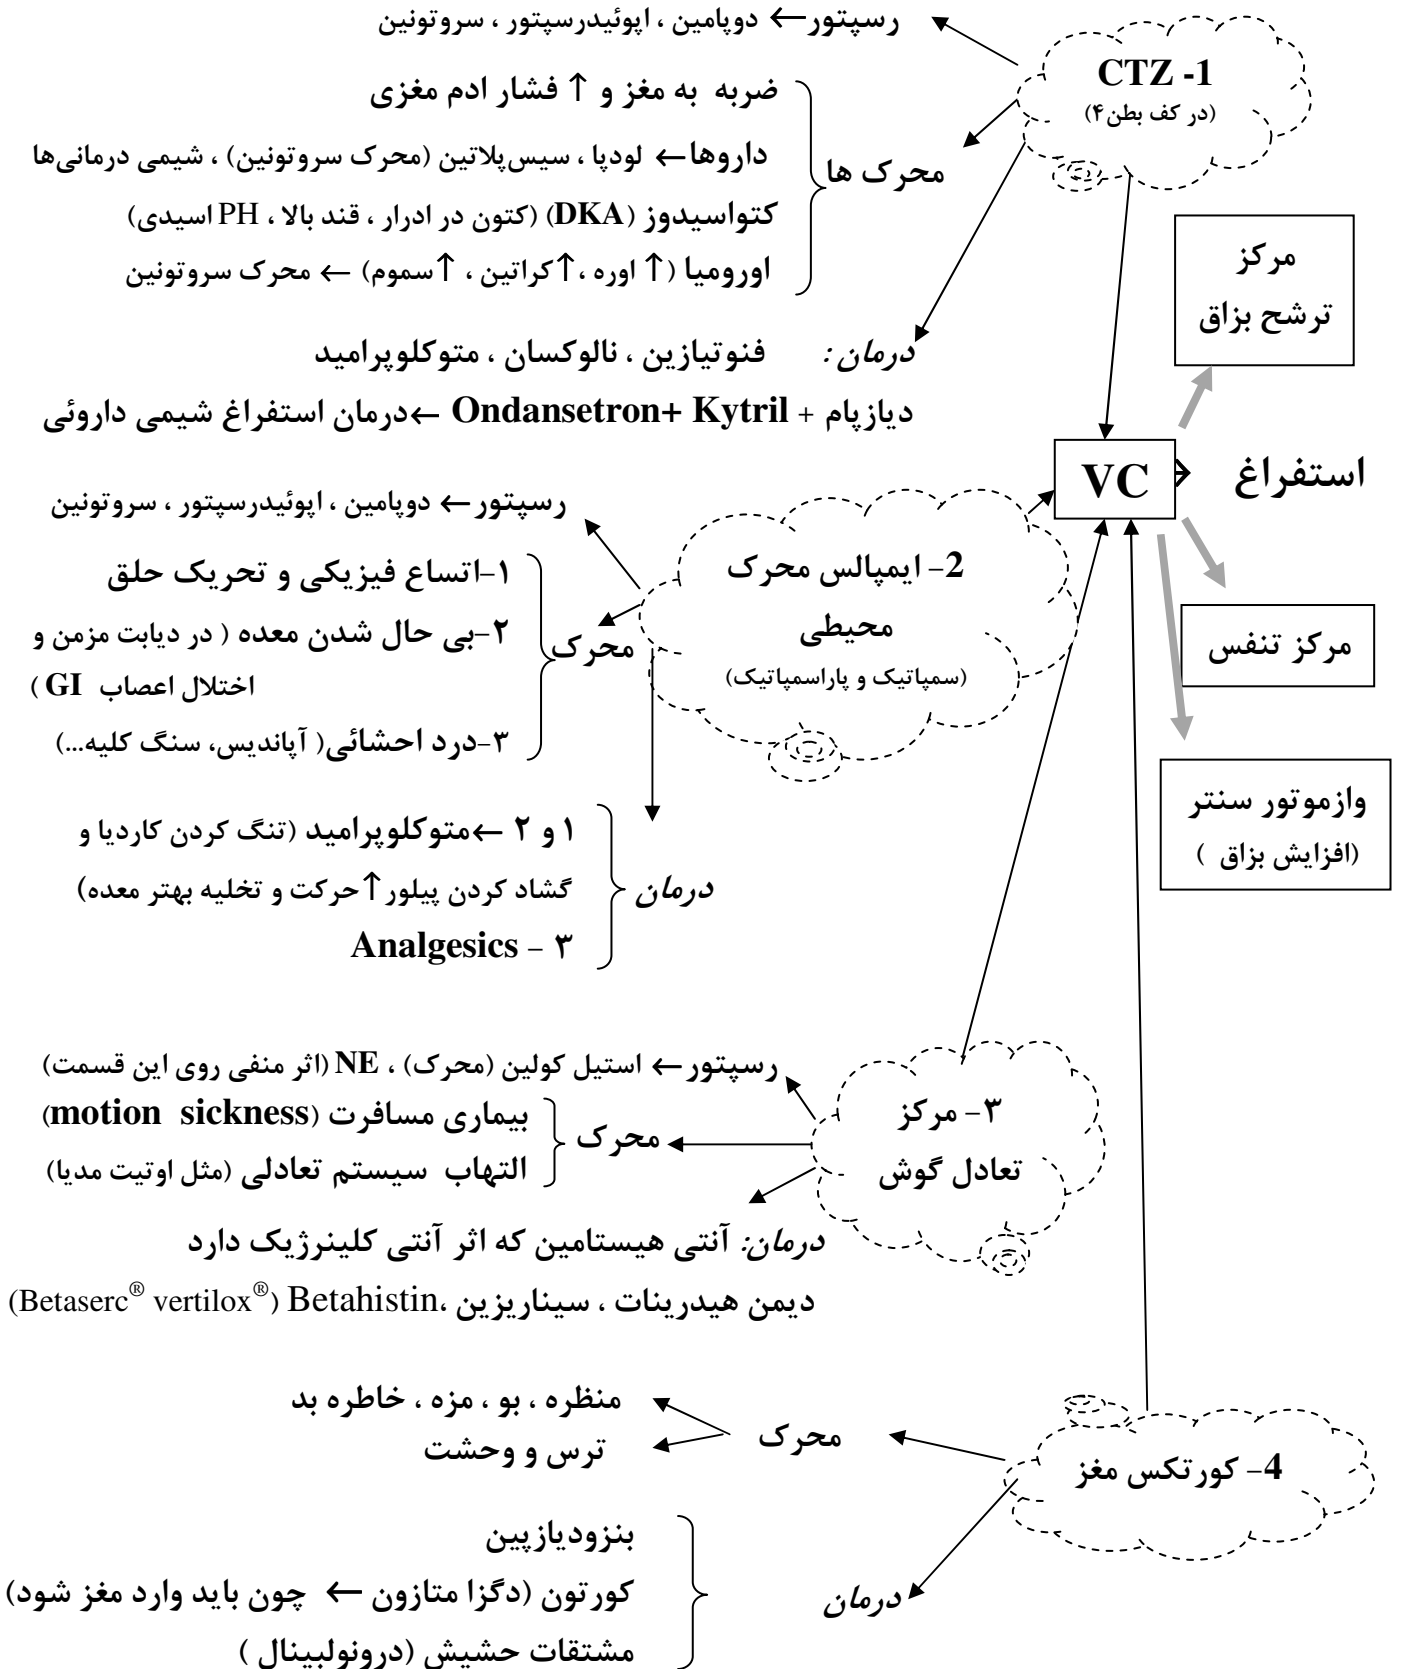 رسپتور← دوپامین ، اپوئیدرسپتور ، سروتونین
CTZ -1
(در کف بطن۴)
محرک ها
ضربه به مغز و ↑ فشار ادم مغزی
داروها← لودپا ، سیس‌پلاتین (محرک سروتونین) ، شیمی درمانی‌ها
کتواسیدوز (DKA) (کتون در ادرار ، قند بالا ، PH اسیدی)
اورومیا (↑ اوره ،↑کراتین ، ↑سموم) ← محرک سروتونین
درمان : فنوتیازین ، نالوکسان ، متوکلوپرامید
دیازپام + Ondansetron+ Kytril ←درمان استفراغ شیمی داروئی
مرکز
ترشح بزاق
VC
استفراغ
مرکز تنفس
وازموتور سنتر
(افزایش بزاق )
2- ایمپالس محرک
محیطی
(سمپاتیک و پاراسمپاتیک)
رسپتور← دوپامین ، اپوئیدرسپتور ، سروتونین
محرک
۱-اتساع فیزیکی و تحریک حلق
۲-بی حال شدن معده ( در دیابت مزمن و
اختلال اعصاب GI )
۳-درد احشائی( آپاندیس، سنگ کلیه...)
درمان
۱ و ۲ ←متوکلوپرامید (تنگ کردن کاردیا و
گشاد کردن پیلور↑حرکت و تخلیه بهتر معده)
۳ - Analgesics
۳- مرکز
تعادل گوش
رسپتور← استیل کولین (محرک) ، NE (اثر منفی روی این قسمت)
محرک
بیماری مسافرت (motion sickness)
التهاب سیستم تعادلی (مثل اوتیت مدیا)
درمان: آنتی هیستامین که اثر آنتی کلینرژیک دارد
دیمن هیدرینات ، سیناریزین ،Betahistin (Betaserc® vertilox®)
4- کورتکس مغز
محرک
منظره ، بو ، مزه ، خاطره بد
ترس و وحشت
درمان
بنزودیازپین
کورتون (دگزا متازون ← چون باید وارد مغز شود)
مشتقات حشیش (درونولبینال )